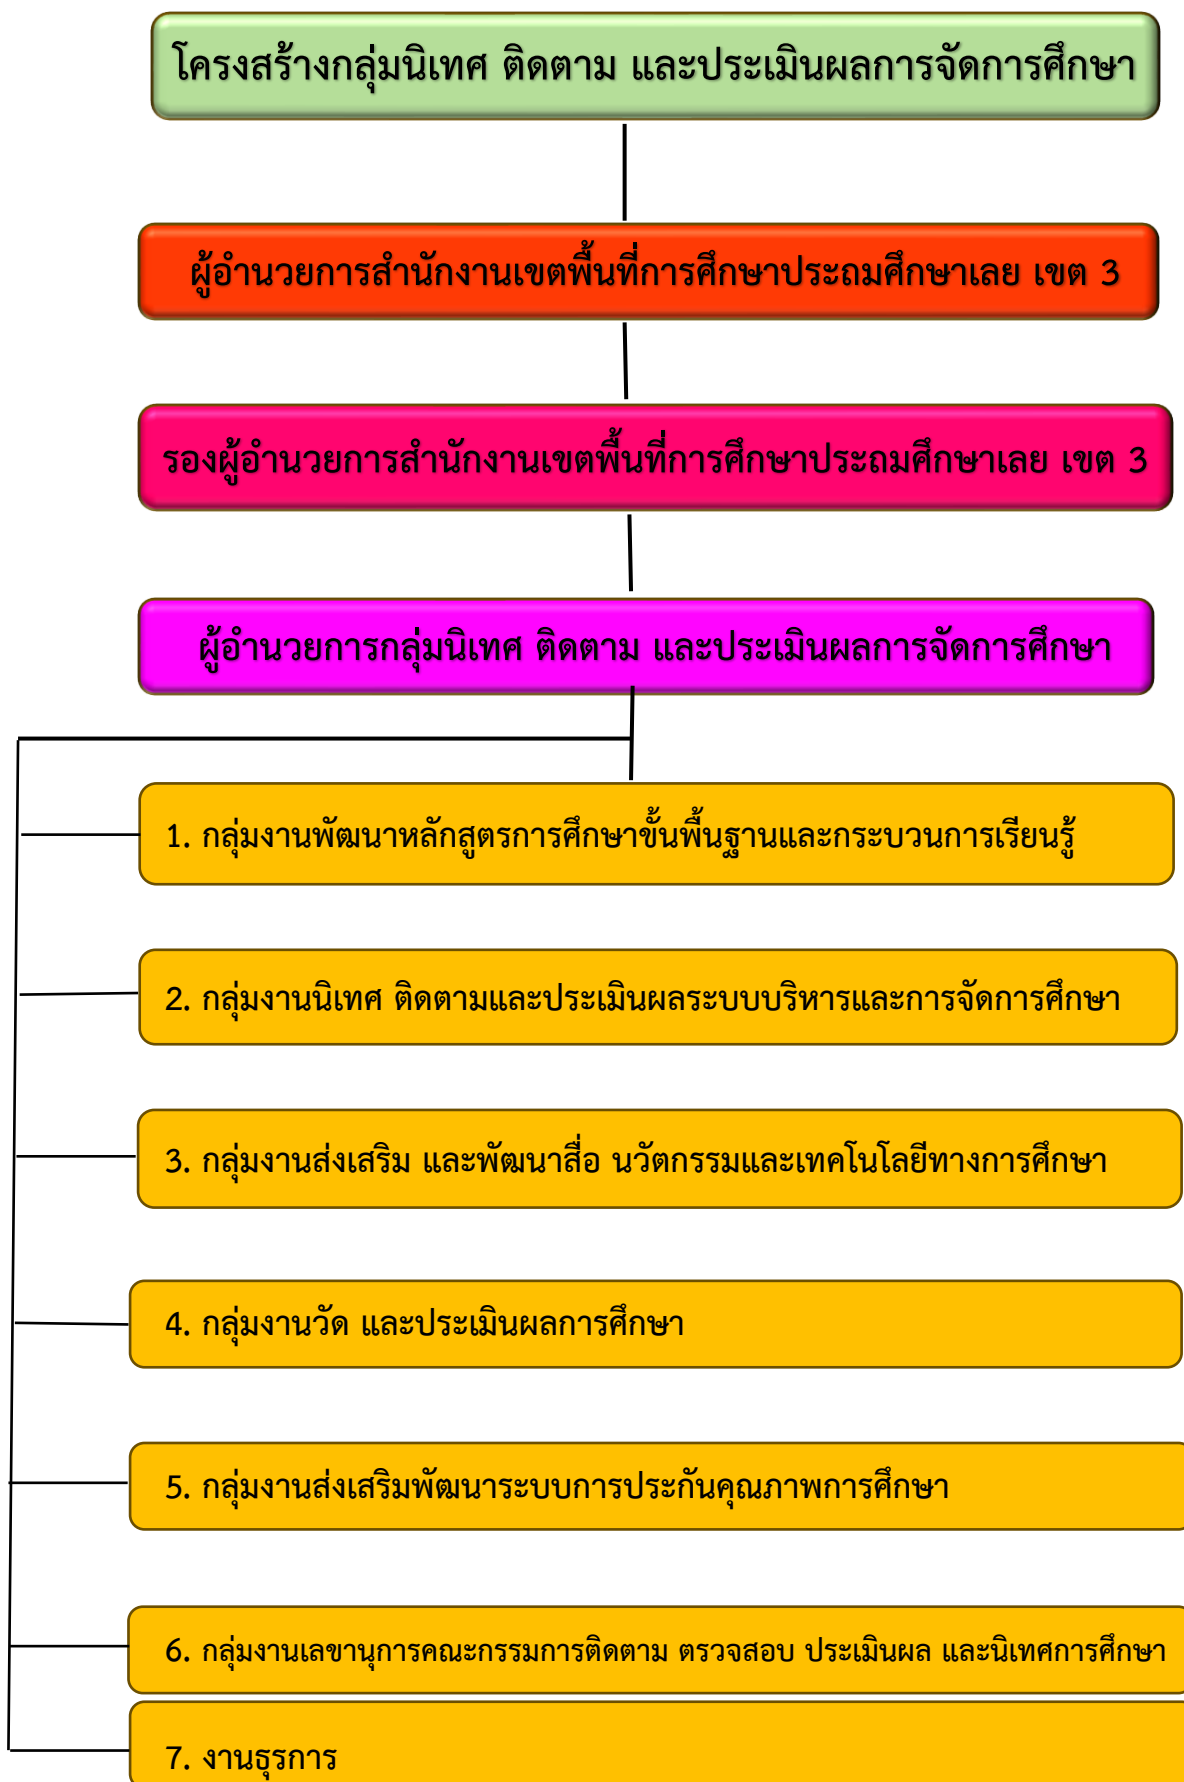 โครงสร้างกลุ่มนิเทศ ติดตาม และประเมินผลการจัดการศึกษา
ผู้อำนวยการสำนักงานเขตพื้นที่การศึกษาประถมศึกษาเลย เขต 3
รองผู้อำนวยการสำนักงานเขตพื้นที่การศึกษาประถมศึกษาเลย เขต 3
ผู้อำนวยการกลุ่มนิเทศ ติดตาม และประเมินผลการจัดการศึกษา
1. กลุ่มงานพัฒนาหลักสูตรการศึกษาขั้นพื้นฐานและกระบวนการเรียนรู้
2. กลุ่มงานนิเทศ ติดตามและประเมินผลระบบบริหารและการจัดการศึกษา
3. กลุ่มงานส่งเสริม และพัฒนาสื่อ นวัตกรรมและเทคโนโลยีทางการศึกษา
4. กลุ่มงานวัด และประเมินผลการศึกษา
5. กลุ่มงานส่งเสริมพัฒนาระบบการประกันคุณภาพการศึกษา
6. กลุ่มงานเลขานุการคณะกรรมการติดตาม ตรวจสอบ ประเมินผล และนิเทศการศึกษา
7. งานธุรการ